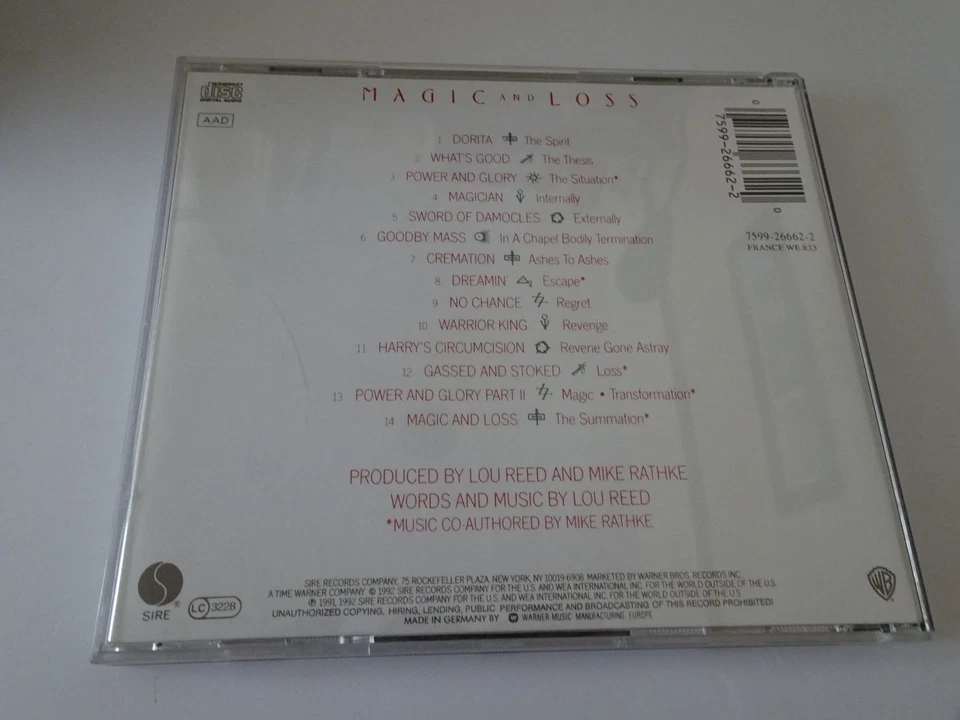 COMPACT
disc
DIGITAL AUDIO
AAD
MAGIC AND LOSS
1 DORITA The Spirit
2 WHAT'S GOOD The Thesis
3 POWER AND GLORY The Situation*
4 MAGICIAN Internally
5 SWORD OF DAMOCLES Externally
6 GOODBY MASS In A Chapel Bodily Termination
7 CREMATION Ashes To Ashes
8 DREAMIN' Escape*
9 NO CHANCE Regret
10 WARRIOR KING Revenge
11 HARRY'S CIRCUMCISION Reverie Gone Astray
12 GASSED AND STOKED Loss*
13 POWER AND GLORY PART II Magic • Transformation*
14 MAGIC AND LOSS The Summation*
0
7599-26662-2
0
7599-26662-2
FRANCE WE 833
PRODUCED BY LOU REED AND MIKE RATHKE
WORDS AND MUSIC BY LOU REED
*MUSIC CO-AUTHORED BY MIKE RATHKE
SIRE®
LC 3228
SIRE RECORDS COMPANY, 75 ROCKEFELLER PLAZA, NEW YORK, NY 10019-6908. MARKETED BY WARNER BROS. RECORDS INC.
A TIME WARNER COMPANY. © 1992 SIRE RECORDS COMPANY FOR THE U.S. AND WEA INTERNATIONAL INC. FOR THE WORLD OUTSIDE OF THE U.S.
℗ 1991, 1992 SIRE RECORDS COMPANY FOR THE U.S. AND WEA INTERNATIONAL INC. FOR THE WORLD OUTSIDE OF THE U.S.
UNAUTHORIZED COPYING, HIRING, LENDING, PUBLIC PERFORMANCE AND BROADCASTING OF THIS RECORD PROHIBITED!
MADE IN GERMANY BY WARNER MUSIC MANUFACTURING EUROPE
WB